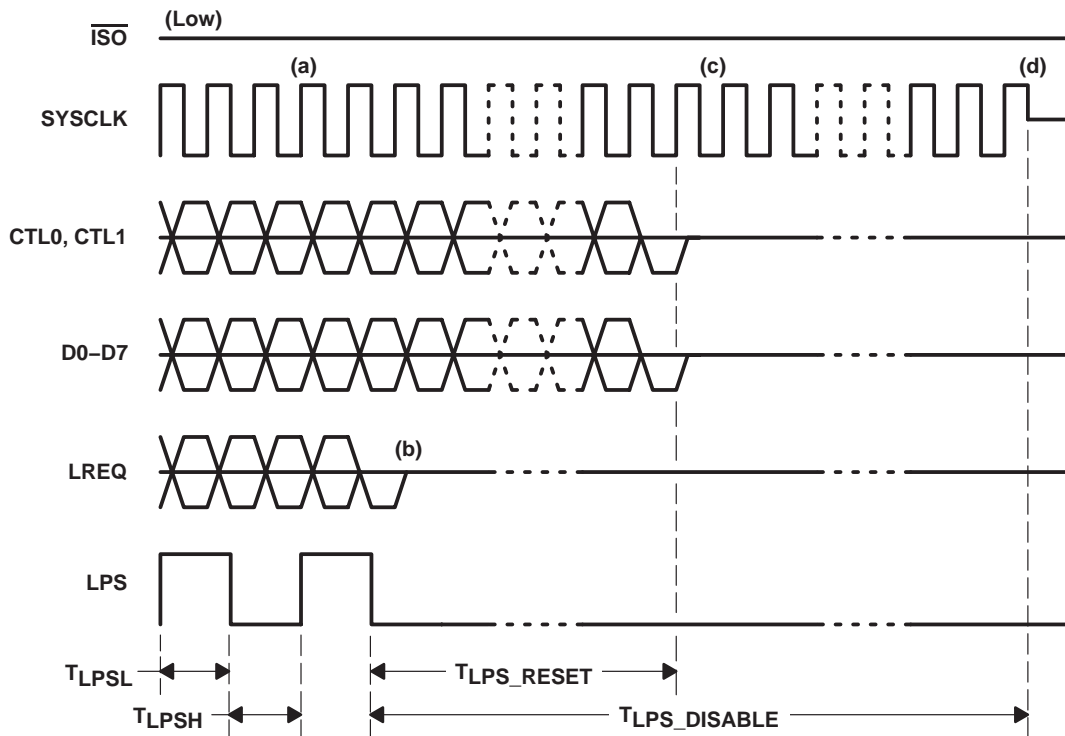 (Low)
ISO
(a) (c) (d)
SYSCLK
CTL0, CTL1
D0–D7
(b)
LREQ
LPS
TLPSL
TLPS_RESET
TLPSH
TLPS_DISABLE